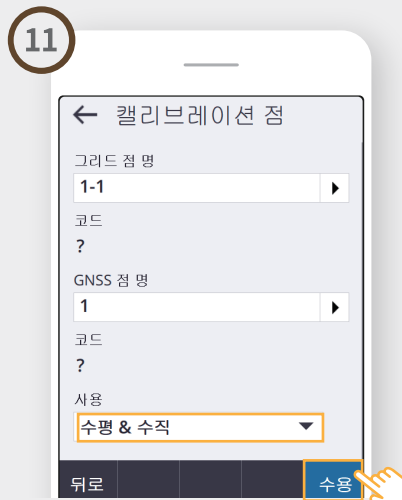 11
캘리브레이션 점
그리드 점 명
1-1
코드
?
GNSS 점 명
1
코드
?
사용
수평 & 수직
뒤로
수용